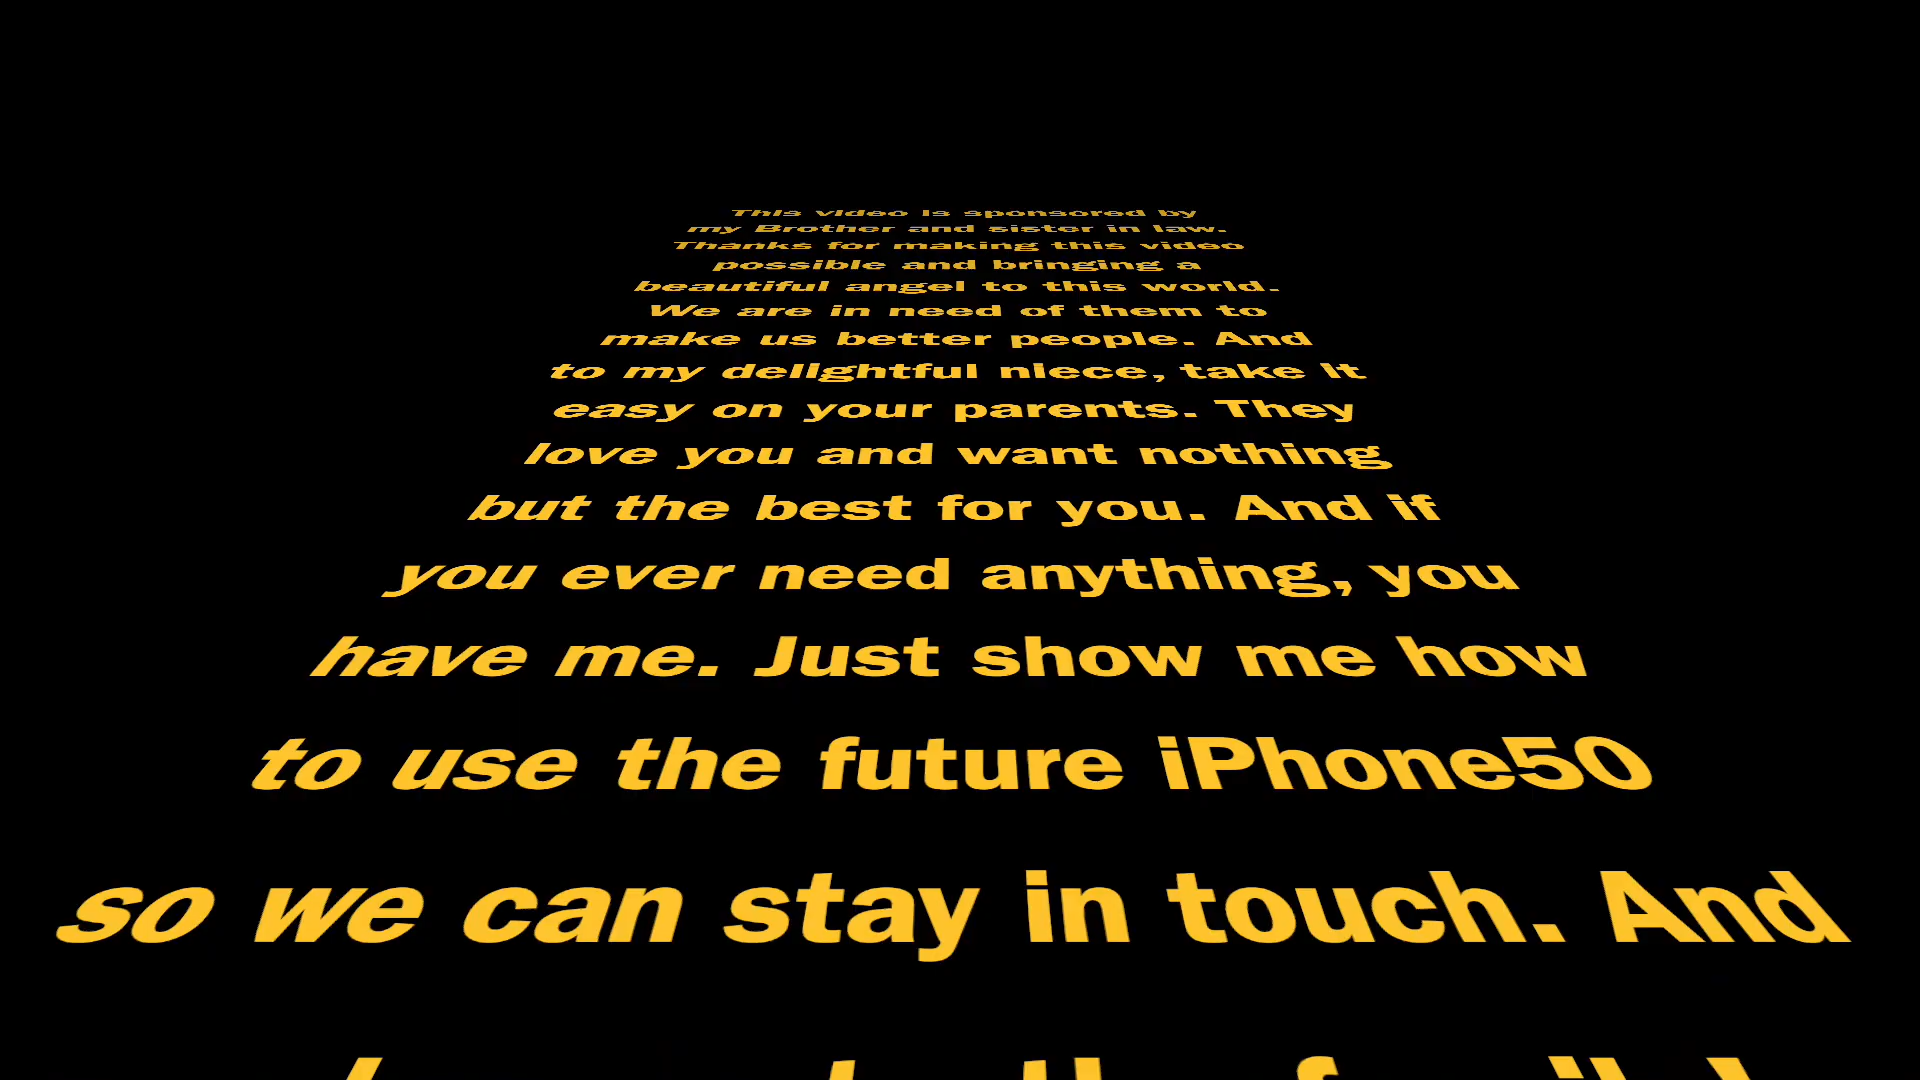 This video is sponsored by
my Brother and sister in law.
Thanks for making this video
possible and bringing a
beautiful angel to this world.
We are in need of them to
make us better people. And
to my delightful niece, take it
easy on your parents. They
love you and want nothing
but the best for you. And if
you ever need anything, you
have me. Just show me how
to use the future iPhone50
so we can stay in touch. And